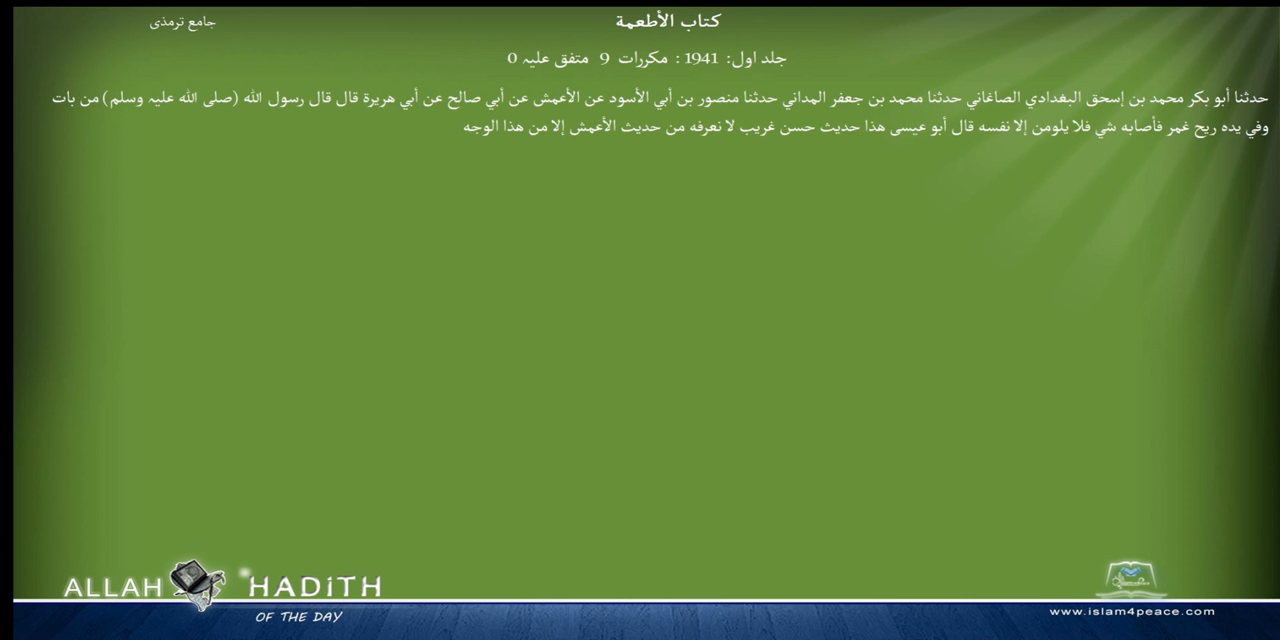 كتاب الأطعمة
جامع ترمذی
جلد اول: 1941 : مکررات 9 متفق علیہ 0
حدثنا أبو بكر محمد بن إسحق البغدادي الصاغاني حدثنا محمد بن جعفر المدائني حدثنا منصور بن أبي الأسود عن الأعمش عن أبي صالح عن أبي هريرة قال قال رسول الله (صلى الله عليہ وسلم) من بات
وفي يده ريح غمر فأصابه شي فلا يلومن إلا نفسه قال أبو عيسى هذا حديث حسن غريب لا نعرفه من حديث الأعمش إلا من هذا الوجه
ALLAH HADiTH
OF THE DAY
www.islam4peace.com